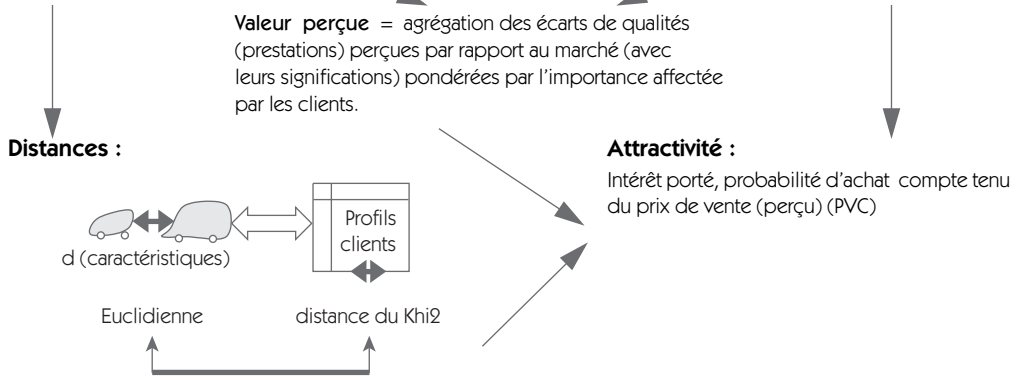 Valeur perçue = agrégation des écarts de qualités
(prestations) perçues par rapport au marché (avec
leurs significations) pondérées par l'importance affectée
par les clients.
Distances :
Attractivité :
Intérêt porté, probabilité d'achat compte tenu
du prix de vente (perçu) (PVC)
Profils
clients
d (caractéristiques)
Euclidienne
distance du Khi2